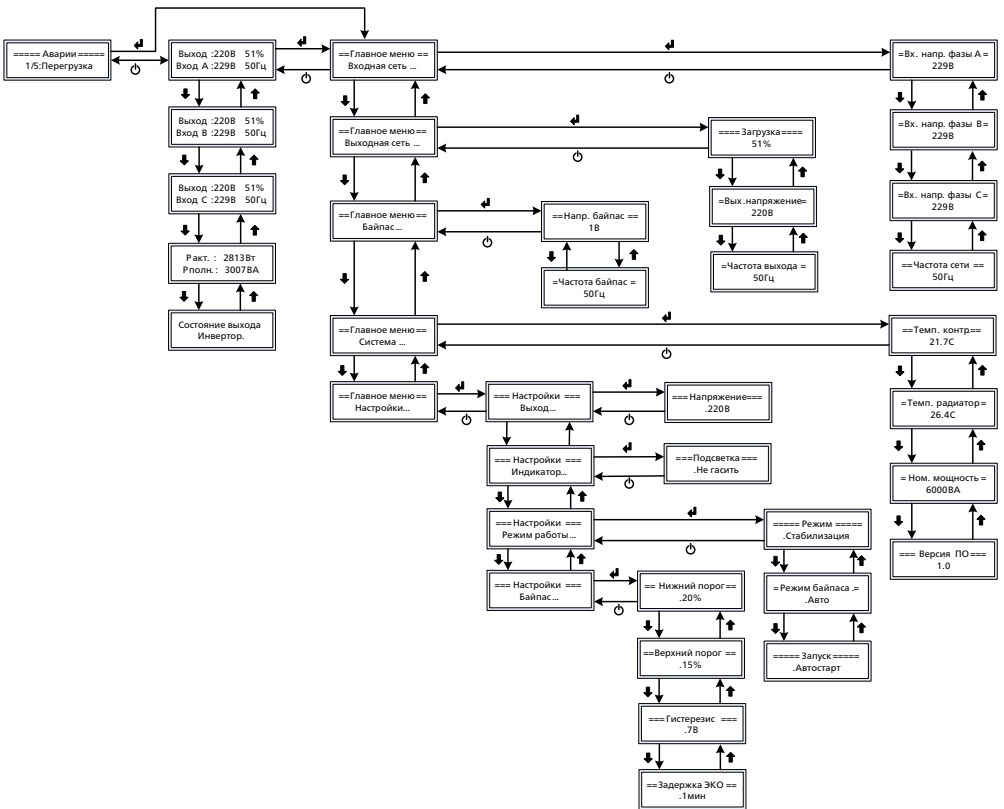 ===== Аварии =====
1/5:Перегрузка
Выход :220В 51%
Вход А :229В 50Гц
Выход :220В 51%
Вход В :229В 50Гц
Выход :220В 51%
Вход С :229В 50Гц
Pакт. : 2813Вт
Pполн.: 3007ВА
Состояние выхода
Инвертор.
==Главное меню ==
Входная сеть ...
==Главное меню==
Выходная сеть ...
==Главное меню==
Байпас...
==Главное меню==
Система ...
==Главное меню==
Настройки...
=Вх. напр. фазы А =
229В
=Вх. напр. фазы В=
229В
=Вх. напр. фазы С=
229В
==Частота сети ==
50Гц
==== Загрузка====
51%
=Вых.напряжение=
220В
=Частота выхода =
50Гц
==Напр. байпас ==
1В
=Частота байпас =
50Гц
==Темп. контр.==
21.7С
=Темп. радиатор=
26.4С
= Ном. мощность =
6000ВА
=== Версия ПО===
1.0
=== Настройки ===
Выход...
===Напряжение===
.220В
=== Настройки ===
Индикатор...
===Подсветка ===
.Не гасить
===Настройки ===
Режим работы...
===== Режим =====
.Стабилизация
=Режим байпаса .=
.Авто
===== Запуск =====
.Автостарт
=== Настройки ===
Байпас...
== Нижний порог==
.20%
==Верхний порог ==
.15%
===Гистерезис ===
.7В
==Задержка ЭКО ==
.1мин